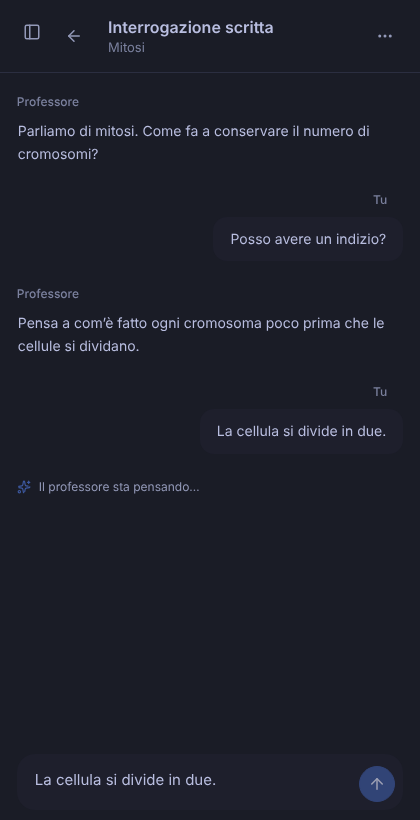 Interrogazione scritta
Mitosi
Professore
Parliamo di mitosi. Come fa a conservare il numero di
cromosomi?
Tu
Posso avere un indizio?
Professore
Pensa a com’è fatto ogni cromosoma poco prima che le
cellule si dividano.
Tu
La cellula si divide in due.
Il professore sta pensando...
La cellula si divide in due.